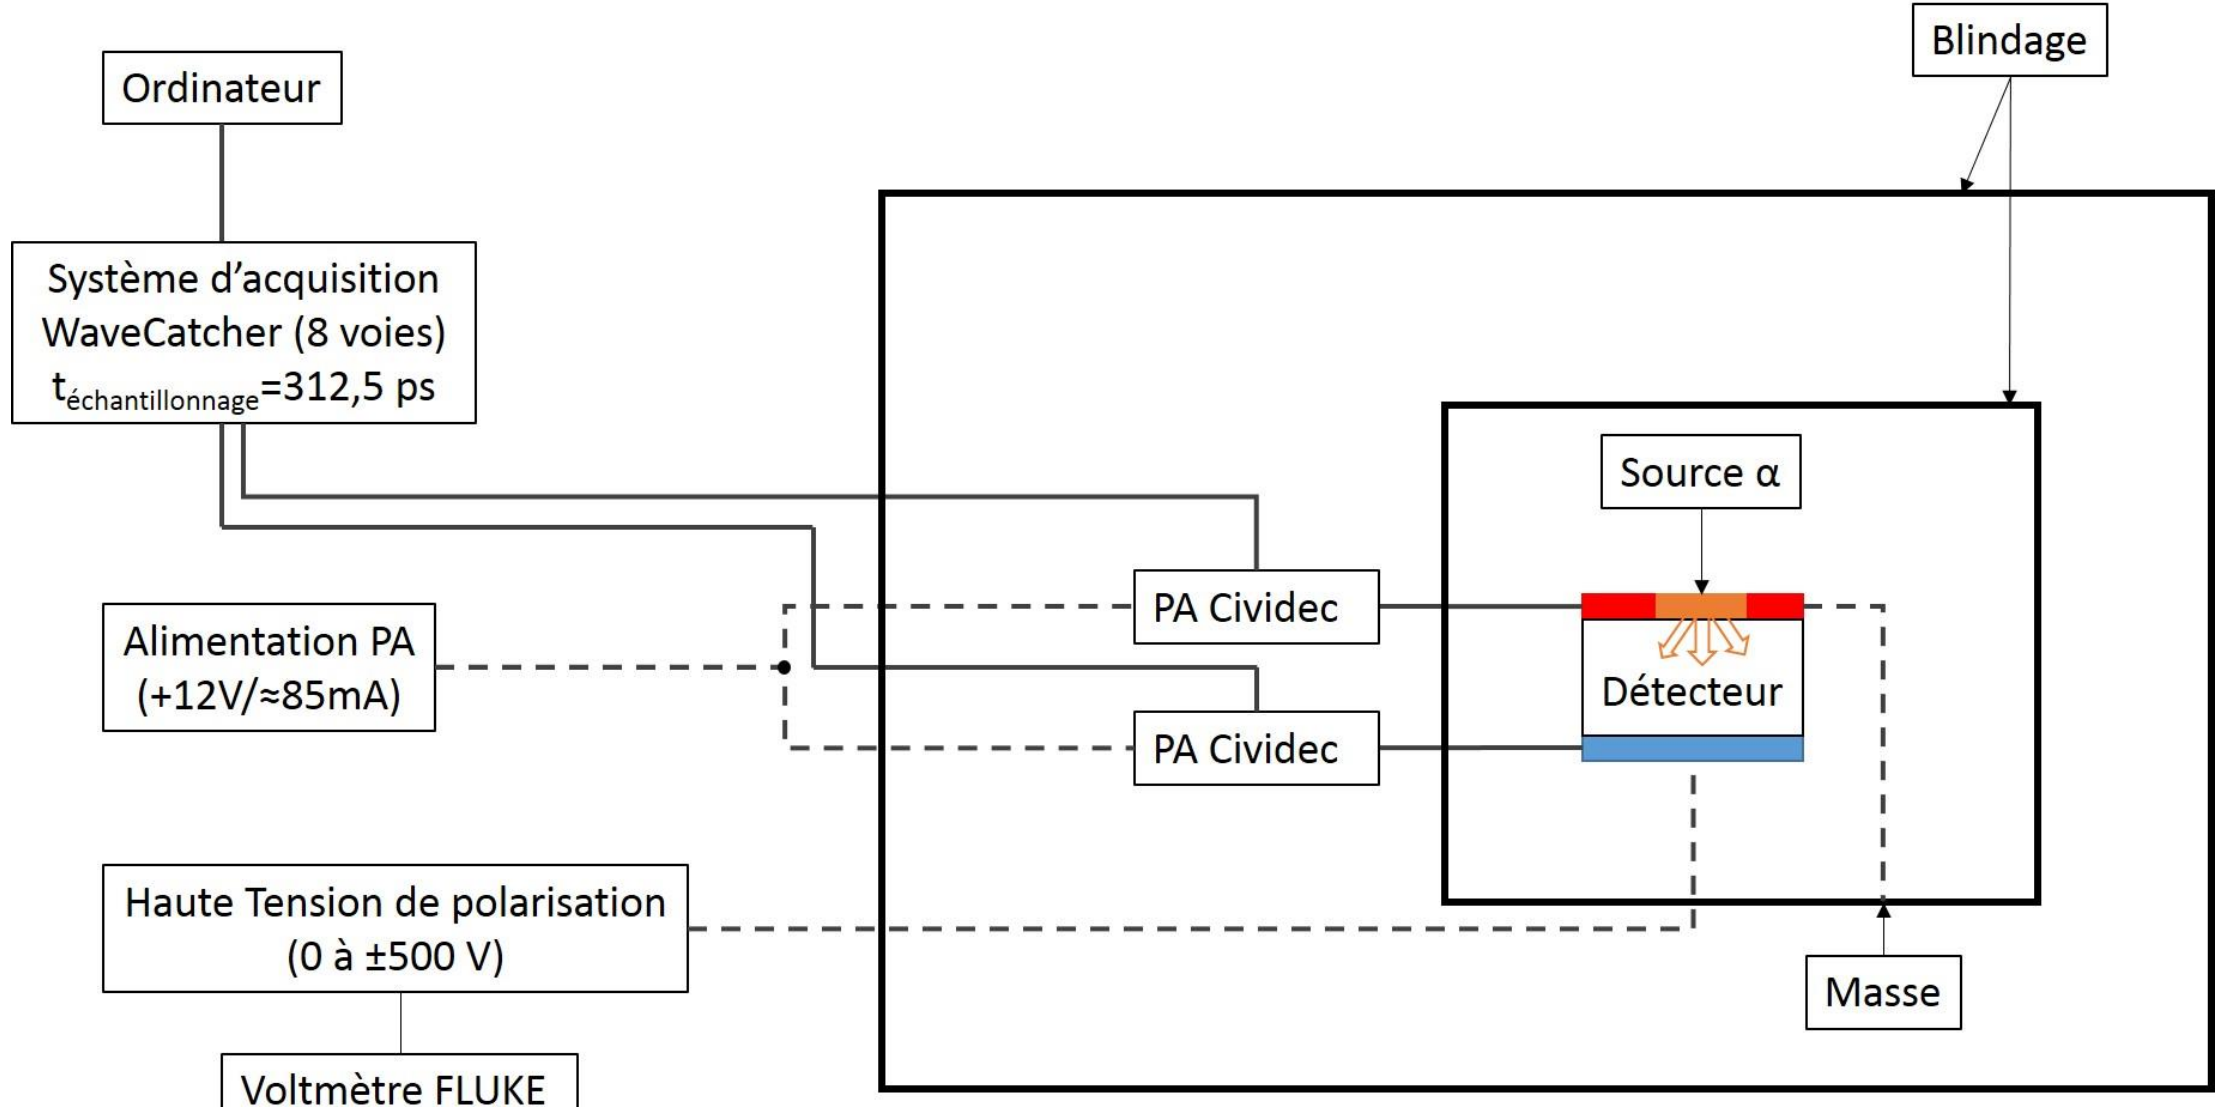 Blindage
Ordinateur
Système d’acquisition
WaveCatcher (8 voies)
téchantillonnage=312,5 ps
Source α
PA Cividec
Alimentation PA
(+12V/≈85mA)
Détecteur
PA Cividec
Haute Tension de polarisation
(0 à ±500 V)
Masse
Voltmètre FLUKE